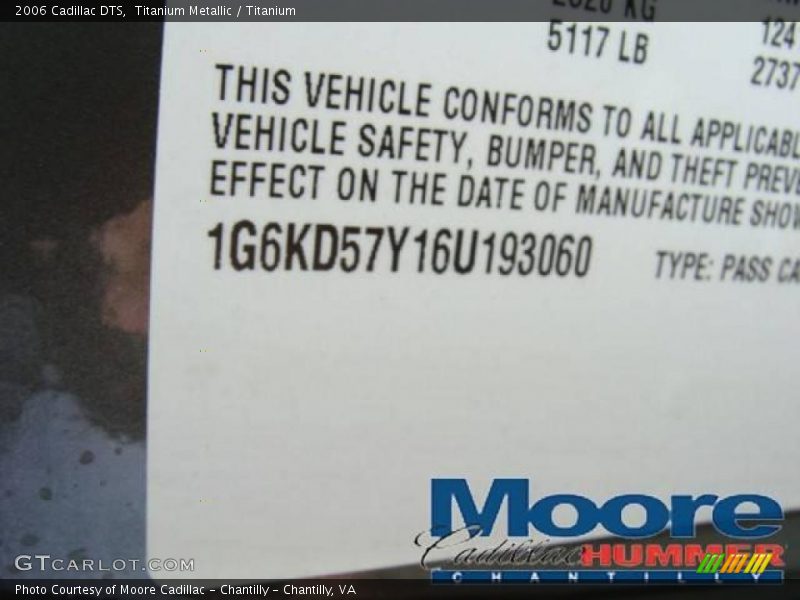 2006 Cadillac DTS, Titanium Metallic / Titanium
KG
5117 LB
124
2737
THIS VEHICLE CONFORMS TO ALL APPLICABL
VEHICLE SAFETY, BUMPER, AND THEFT PREVE
EFFECT ON THE DATE OF MANUFACTURE SHOW
1G6KD57Y16U193060
TYPE: PASS CA
Moore
Cadillac HUMMER
CHANTILLY
GTCARLOT.COM
Photo Courtesy of Moore Cadillac - Chantilly - Chantilly, VA